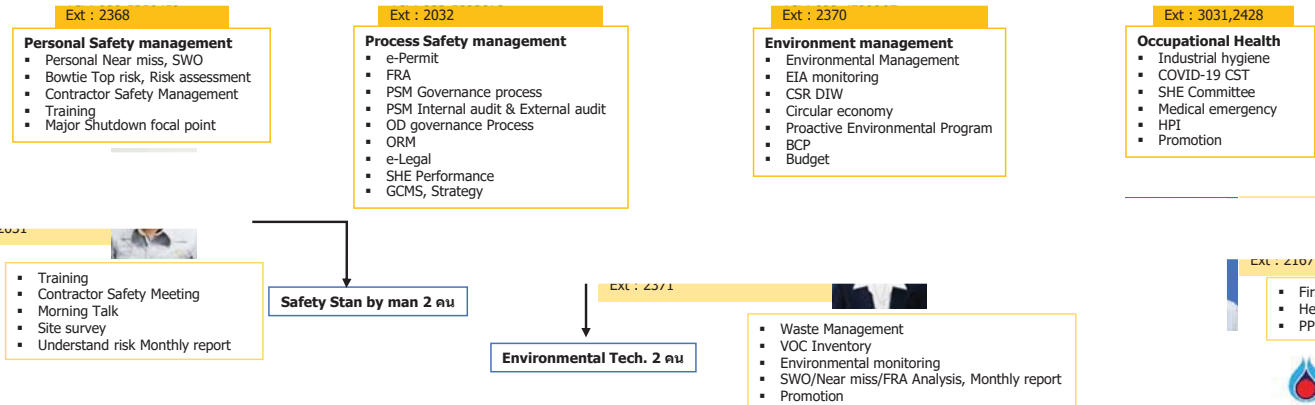 Ext : 2368
Personal Safety management
▪ Personal Near miss, SWO
▪ Bowtie Top risk, Risk assessment
▪ Contractor Safety Management
▪ Training
▪ Major Shutdown focal point
Ext : 2032
Process Safety management
▪ e-Permit
▪ FRA
▪ PSM Governance process
▪ PSM Internal audit & External audit
▪ OD governance Process
▪ ORM
▪ e-Legal
▪ SHE Performance
▪ GCMS, Strategy
Ext : 2370
Environment management
▪ Environmental Management
▪ EIA monitoring
▪ CSR DIW
▪ Circular economy
▪ Proactive Environmental Program
▪ BCP
▪ Budget
Ext : 3031,2428
Occupational Health
▪ Industrial hygiene
▪ COVID-19 CST
▪ SHE Committee
▪ Medical emergency
▪ HPI
▪ Promotion
▪ Training
▪ Contractor Safety Meeting
▪ Morning Talk
▪ Site survey
▪ Understand risk Monthly report
Safety Stan by man 2 คน
Ext : 2371
Environmental Tech. 2 คน
▪ Waste Management
▪ VOC Inventory
▪ Environmental monitoring
▪ SWO/Near miss/FRA Analysis, Monthly report
▪ Promotion
Ext : 2167
▪ Fir
▪ He
▪ PP